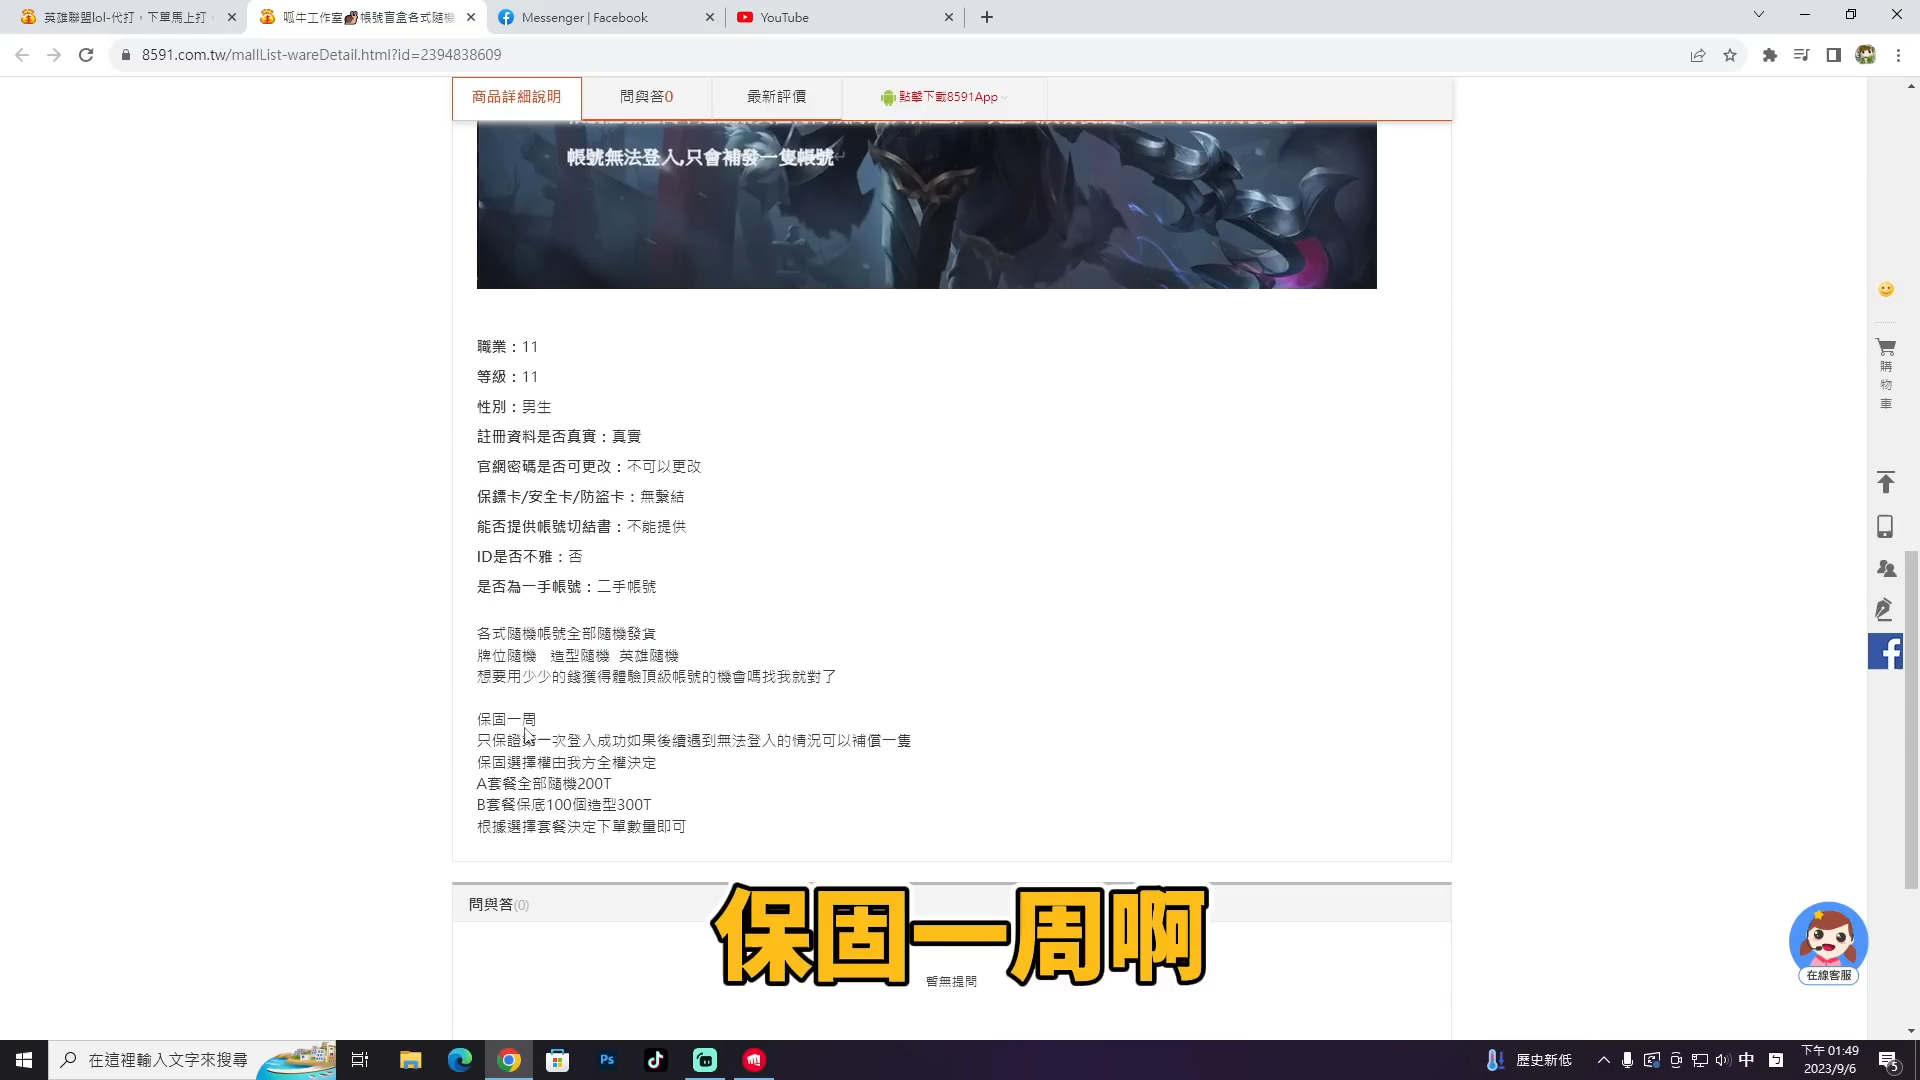 英雄聯盟lol-代打，下單馬上打
呱牛工作室帳號盲盒各式隨機
Messenger | Facebook
YouTube
8591.com.tw/mallList-wareDetail.html?id=2394838609
商品詳細說明
問與答0
最新評價
點擊下載8591App
帳號無法登入,只會補發一隻帳號
職業：11
等級：11
性別：男生
註冊資料是否真實：真實
官網密碼是否可更改：不可以更改
保鏢卡/安全卡/防盜卡：無繫結
能否提供帳號切結書：不能提供
ID是否不雅：否
是否為一手帳號：二手帳號
各式隨機帳號全部隨機發貨
牌位隨機 造型隨機 英雄隨機
想要用少少的錢獲得體驗頂級帳號的機會嗎找我就對了
保固一周
只保證第一次登入成功如果後續遇到無法登入的情況可以補償一隻
保固選擇權由我方全權決定
A套餐全部隨機200T
B套餐保底100個造型300T
根據選擇套餐決定下單數量即可
問與答(0)
暫無提問
保固一周啊
購
物
車
在線客服
在這裡輸入文字來搜尋
Ps
歷史新低
中
下午 01:49
2023/9/6
5